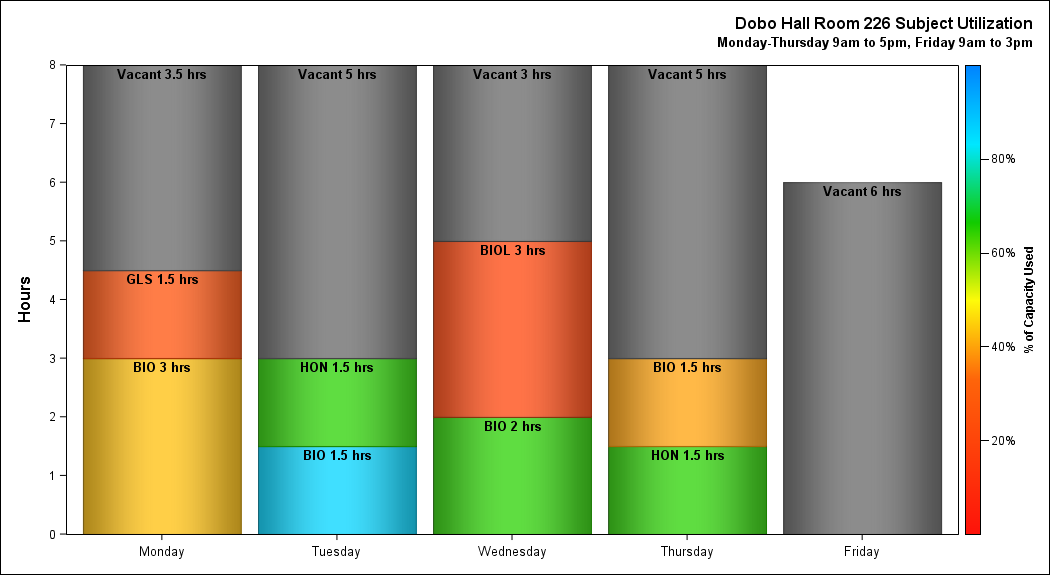 Dobo Hall Room 226 Subject Utilization
Monday-Thursday 9am to 5pm, Friday 9am to 3pm
Hours
8
7
6
5
4
3
2
1
0
Vacant 3.5 hrs
GLS 1.5 hrs
BIO 3 hrs
Vacant 5 hrs
HON 1.5 hrs
BIO 1.5 hrs
Vacant 3 hrs
BIOL 3 hrs
BIO 2 hrs
Vacant 5 hrs
BIO 1.5 hrs
HON 1.5 hrs
Vacant 6 hrs
Monday
Tuesday
Wednesday
Thursday
Friday
80%
60%
40%
20%
% of Capacity Used